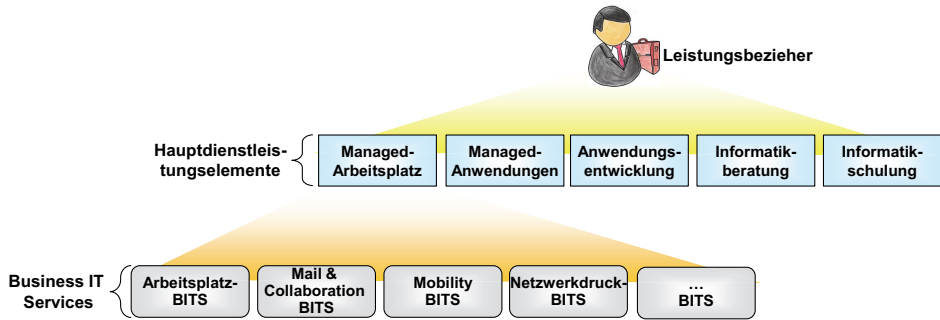 Leistungsbezieher
Hauptdienstleis-
tungselemente
Managed-
Arbeitsplatz
Managed-
Anwendungen
Anwendungs-
entwicklung
Informatik-
beratung
Informatik-
schulung
Business IT
Services
Arbeitsplatz-
BITS
Mail &
Collaboration
BITS
Mobility
BITS
Netzwerkdruck-
BITS
...
BITS